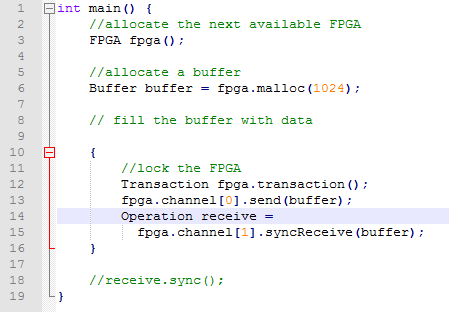 1 int main() {
2 //allocate the next available FPGA
3 FPGA fpga();
4
5 //allocate a buffer
6 Buffer buffer = fpga.malloc(1024);
7
8 // fill the buffer with data
9
10 {
11 //lock the FPGA
12 Transaction fpga.transaction();
13 fpga.channel[0].send(buffer);
14 Operation receive =
15 fpga.channel[1].syncReceive(buffer);
16 }
17
18 //receive.sync();
19 }